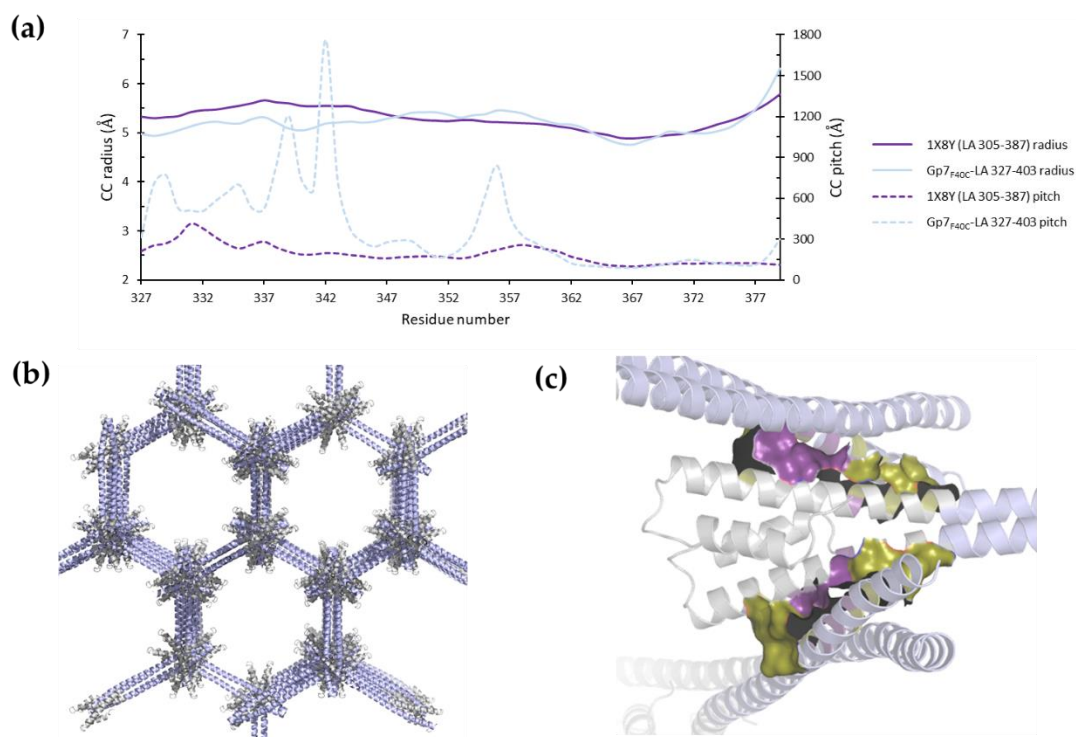 (a)
7
6
5
4
3
2
CC radius (Å)
1800
1500
1200
900
600
300
0
CC pitch (Å)
327 332 337 342 347 352 357 362 367 372 377
Residue number
1X8Y (LA 305-387) radius
Gp7F40C-LA 327-403 radius
1X8Y (LA 305-387) pitch
Gp7F40C-LA 327-403 pitch
(b)
(c)